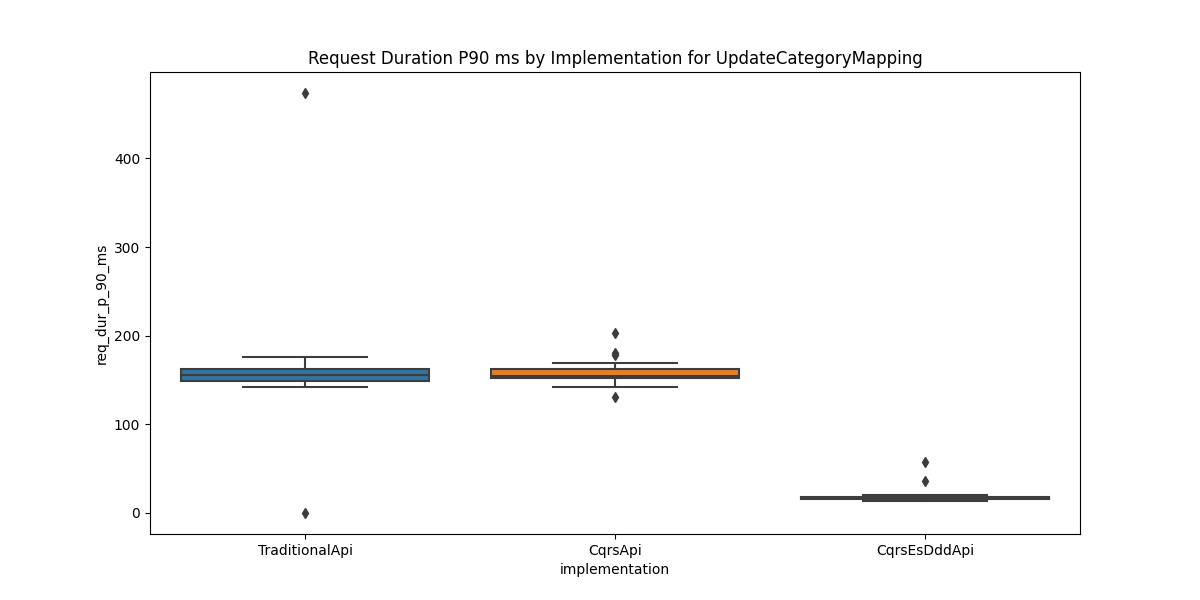 Request Duration P90 ms by Implementation for UpdateCategoryMapping
req_dur_p_90_ms
400
300
200
100
0
TraditionalApi CqrsApi CqrsEsDddApi
implementation